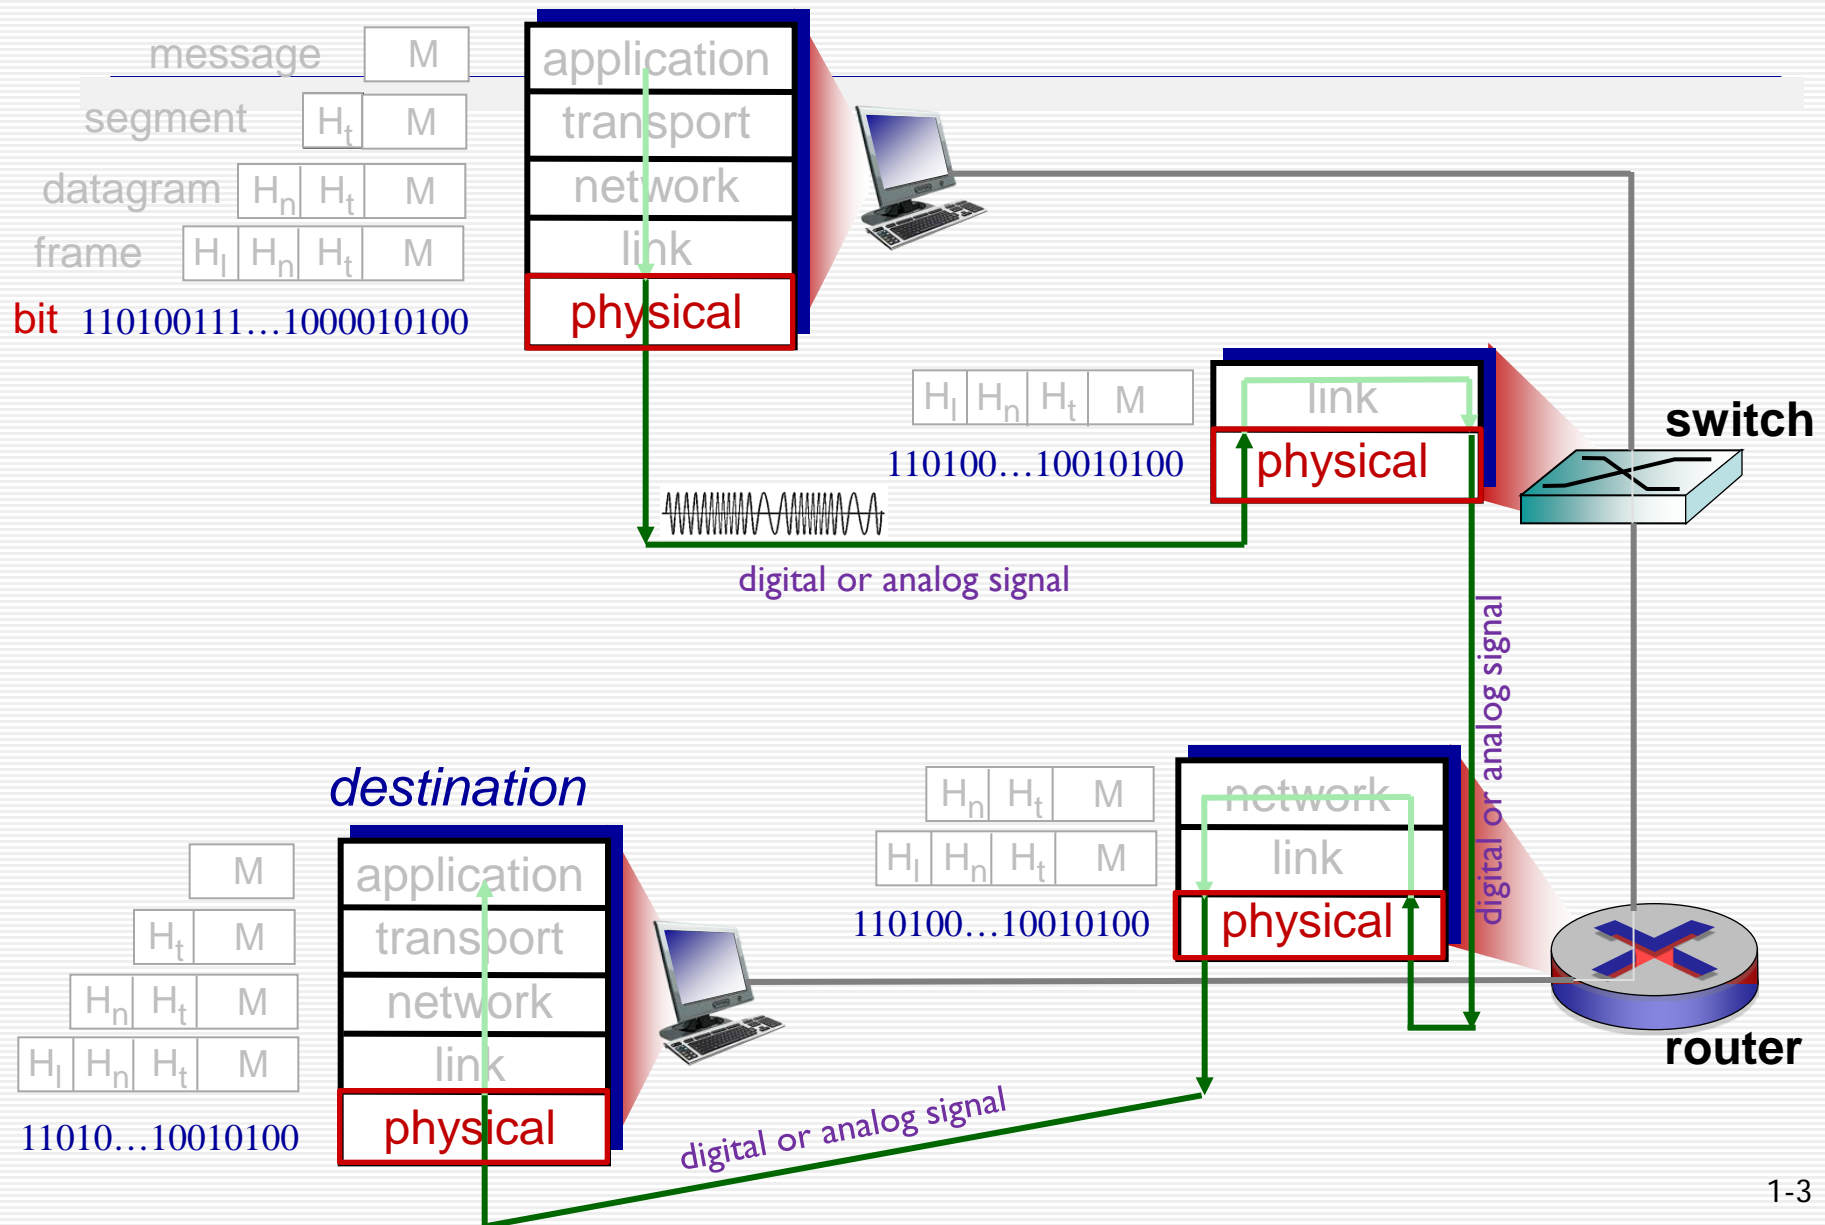 message M application
segment Ht M transport
datagram Hn Ht M network
frame Hl Hn Ht M link
bit 110100111…1000010100 physical
Hl Hn Ht M link
switch
110100…10010100 physical
digital or analog signal
digital or analog signal
destination
Hn Ht M network
Hl Hn Ht M link
110100…10010100 physical
router
M application
Ht M transport
Hn Ht M network
Hl Hn Ht M link
11010…10010100 physical
digital or analog signal
1-3